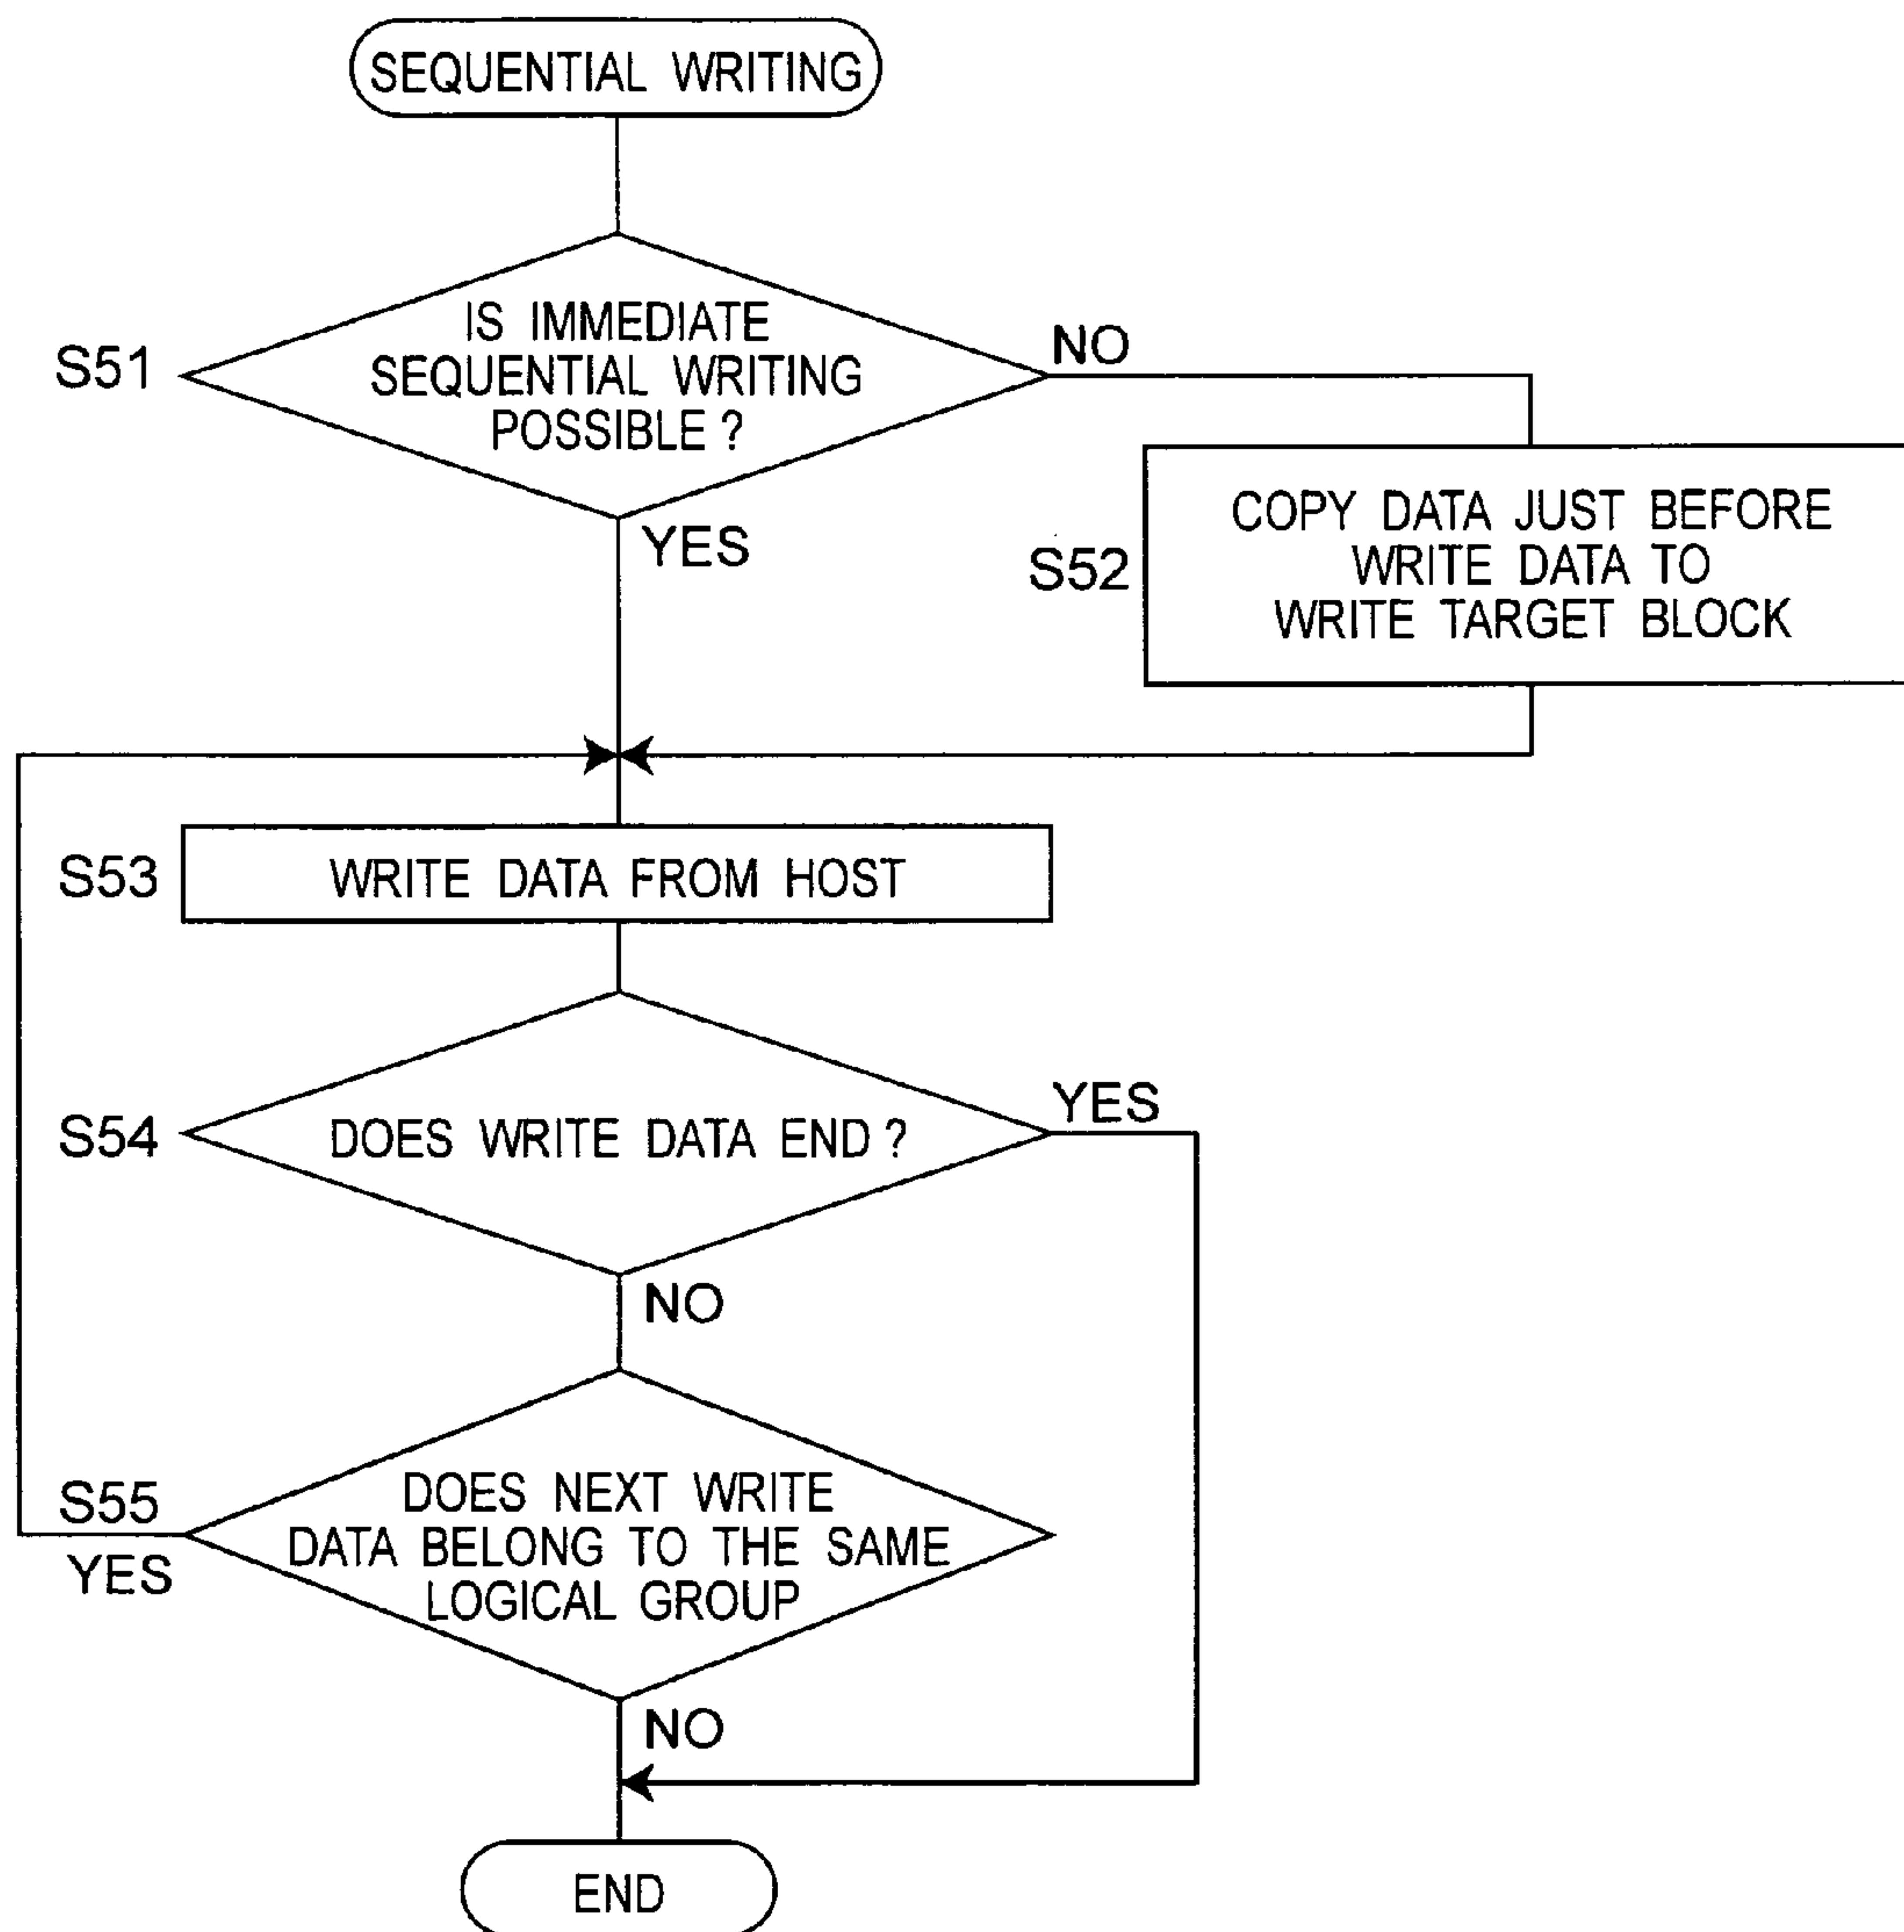 SEQUENTIAL WRITING
S51
IS IMMEDIATE
SEQUENTIAL WRITING
POSSIBLE ?
NO
YES
S52
COPY DATA JUST BEFORE
WRITE DATA TO
WRITE TARGET BLOCK
S53
WRITE DATA FROM HOST
S54
DOES WRITE DATA END ?
YES
NO
S55
YES
DOES NEXT WRITE
DATA BELONG TO THE SAME
LOGICAL GROUP
NO
END